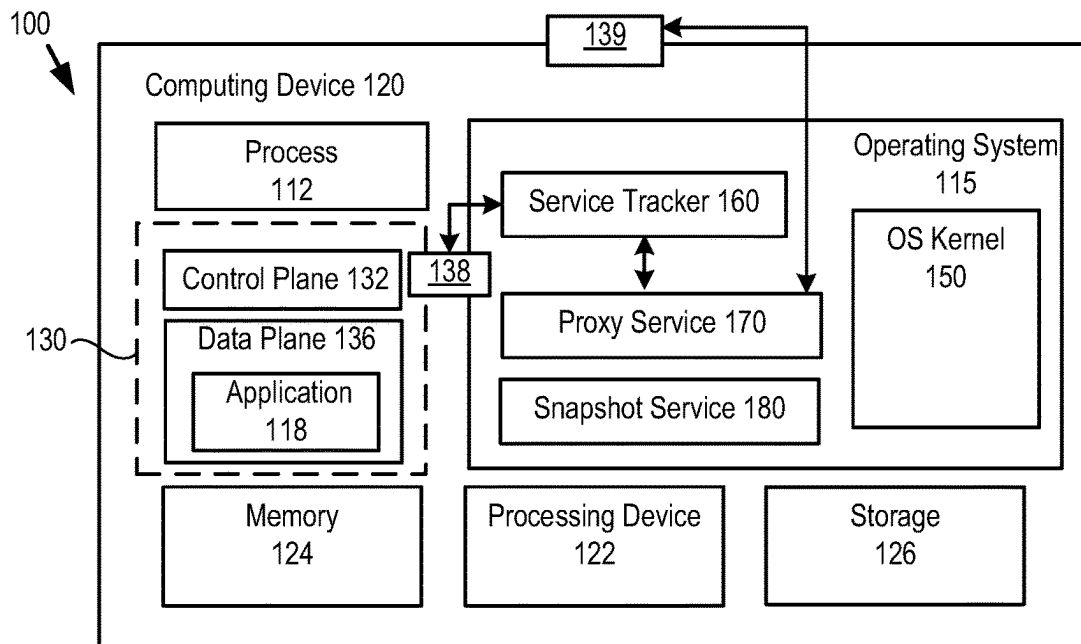 100
139
Computing Device 120
Process
112
Operating System
115
Service Tracker 160
OS Kernel
150
Control Plane 132
138
Proxy Service 170
130
Data Plane 136
Application
118
Snapshot Service 180
Memory
124
Processing Device
122
Storage
126